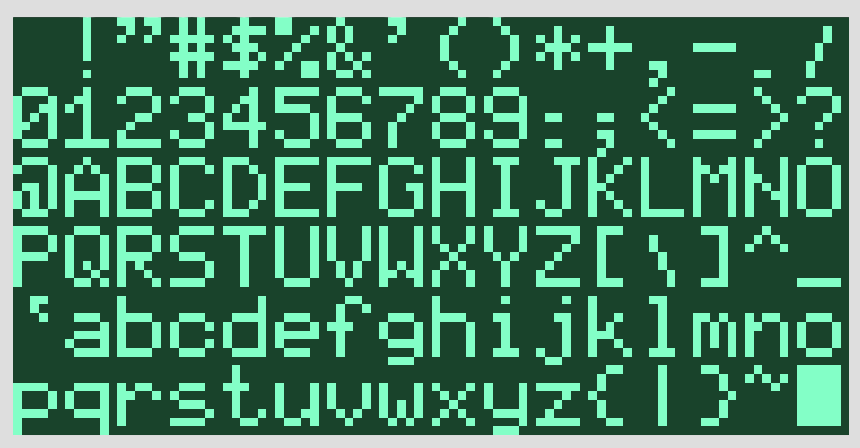 !"#$%&'()*+,-./
0123456789:;<=>?
@ABCDEFGHIJKLMNO
PQRSTUVWXYZ[\]^_
`abcdefghijklmno
pqrstuvwxyz{|}~█